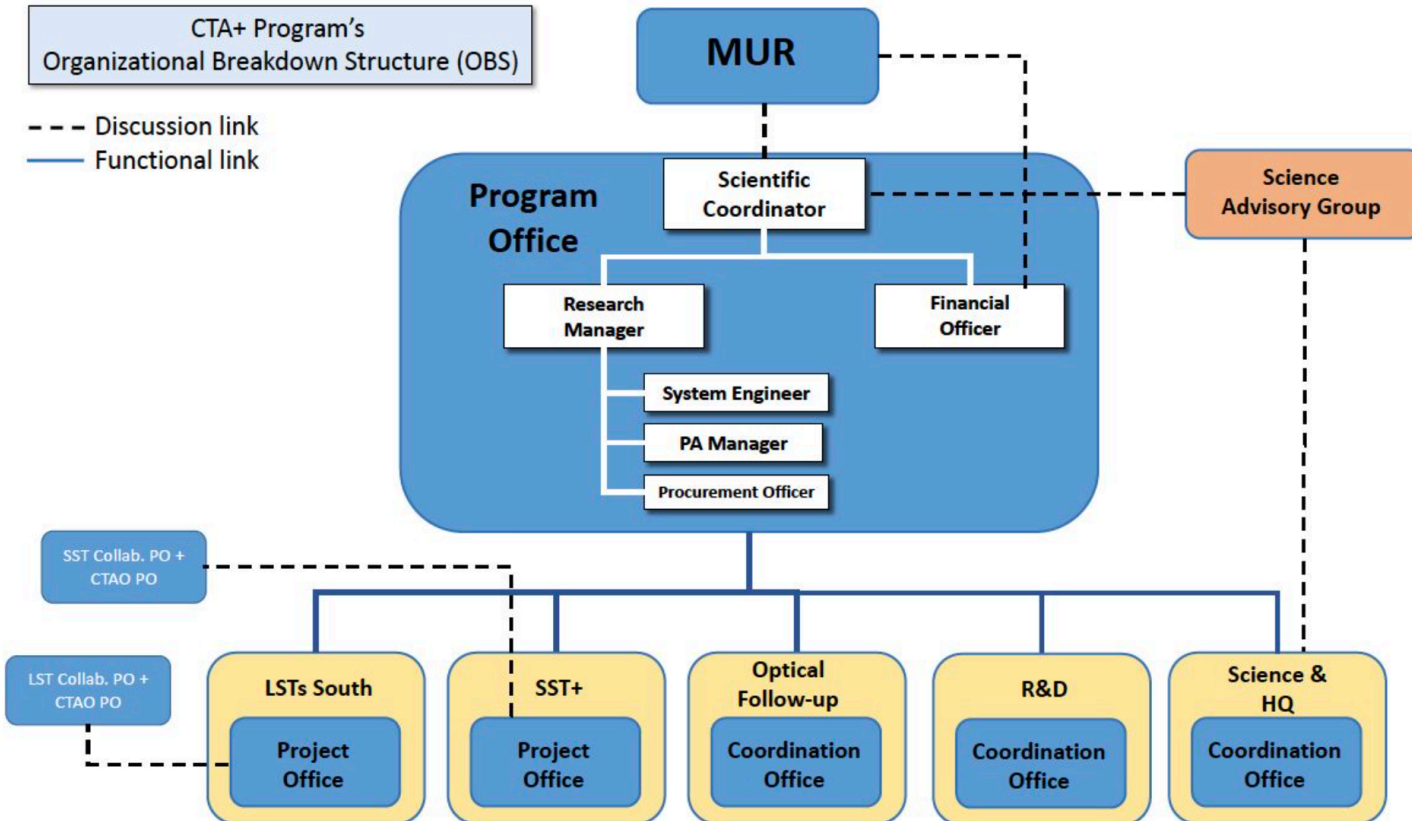 CTA+ Program’s
Organizational Breakdown Structure (OBS)
Discussion link
Functional link
MUR
Program
Office
Scientific
Coordinator
Science
Advisory Group
Research
Manager
Financial
Officer
System Engineer
PA Manager
Procurement Officer
SST Collab. PO +
CTAO PO
LST Collab. PO +
CTAO PO
LSTs South
Project
Office
SST+
Project
Office
Optical
Follow-up
Coordination
Office
R&D
Coordination
Office
Science &
HQ
Coordination
Office